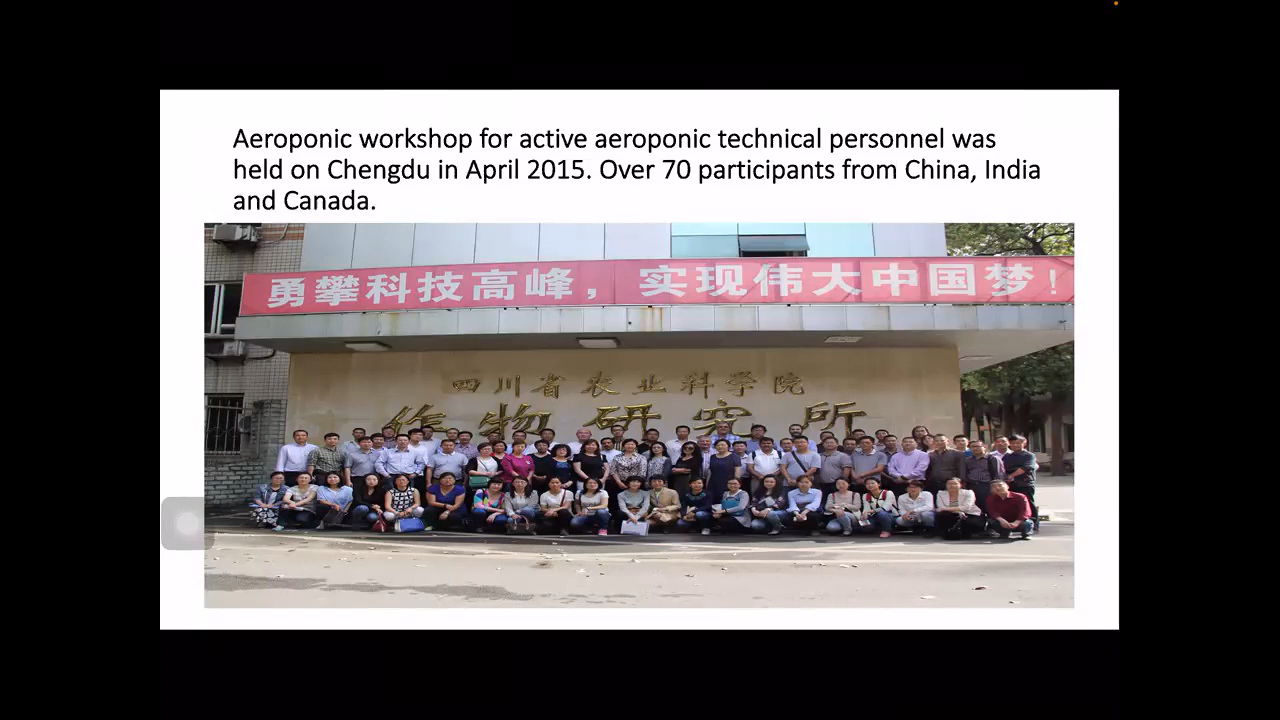 Aeroponic workshop for active aeroponic technical personnel was
held on Chengdu in April 2015. Over 70 participants from China, India
and Canada.
勇攀科技高峰，实现伟大中国梦！
四川省农业科学院
作物研究所